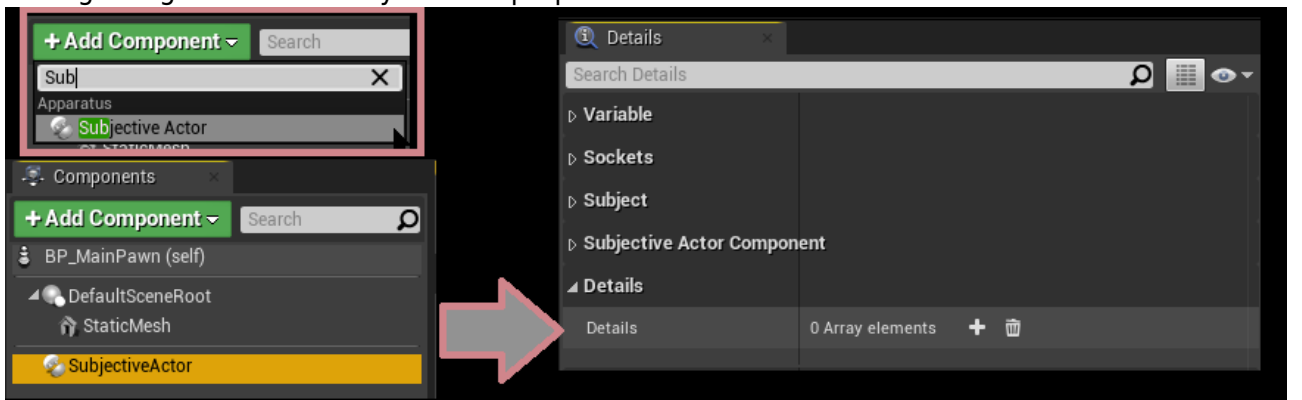 + Add Component
Search
Sub
Apparatus
Subjective Actor
StaticMesh
Components
+ Add Component
Search
BP_MainPawn (self)
DefaultSceneRoot
StaticMesh
SubjectiveActor
Details
Search Details
Variable
Sockets
Subject
Subjective Actor Component
Details
Details 0 Array elements